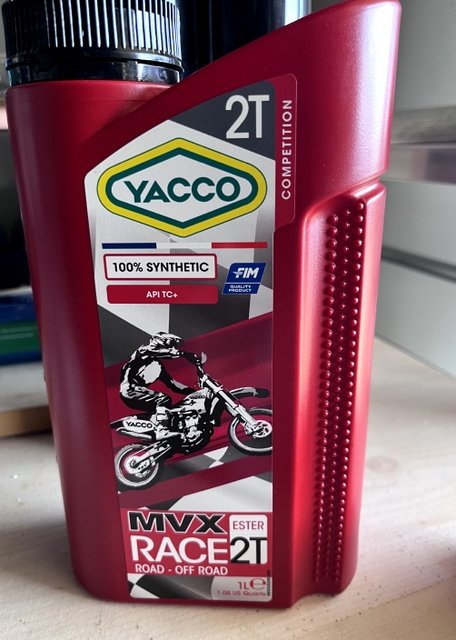 2T
COMPETITION
YACCO
100% SYNTHETIC
FIM
QUALITY
PRODUCT
API TC+
YACCO
MVX ESTER
RACE 2T
ROAD - OFF ROAD
1L℮
1.06 US Quarts